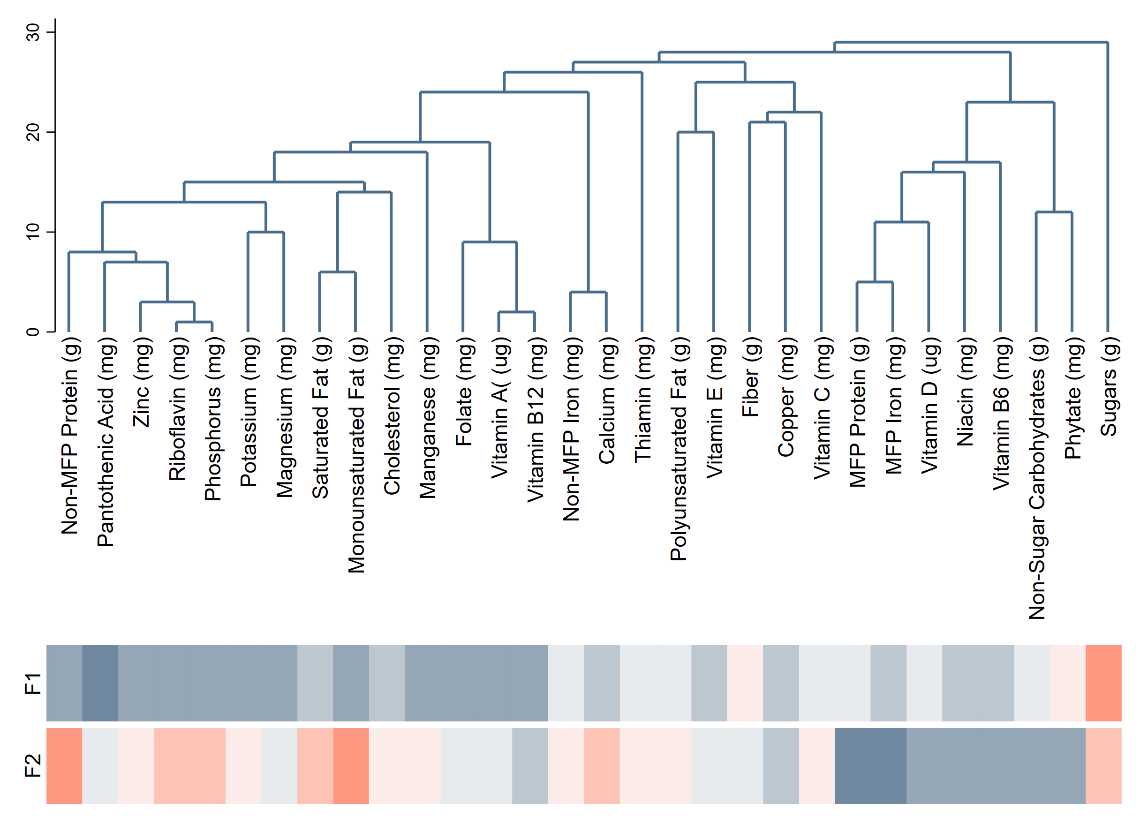 30
20
10
0
Non-MFP Protein (g)
Pantothenic Acid (mg)
Zinc (mg)
Riboflavin (mg)
Phosphorus (mg)
Potassium (mg)
Magnesium (mg)
Saturated Fat (g)
Monounsaturated Fat (g)
Cholesterol (mg)
Manganese (mg)
Folate (mg)
Vitamin A( (ug)
Vitamin B12 (mg)
Non-MFP Iron (mg)
Calcium (mg)
Thiamin (mg)
Polyunsaturated Fat (g)
Vitamin E (mg)
Fiber (g)
Copper (mg)
Vitamin C (mg)
MFP Protein (g)
MFP Iron (mg)
Vitamin D (ug)
Niacin (mg)
Vitamin B6 (mg)
Non-Sugar Carbohydrates (g)
Phytate (mg)
Sugars (g)
F1
F2